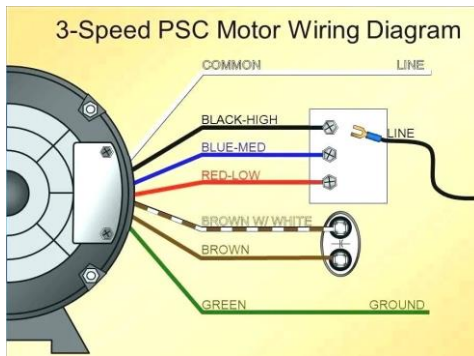 3-Speed PSC Motor Wiring Diagram
COMMON LINE
BLACK-HIGH
LINE
BLUE-MED
RED-LOW
BROWN W/ WHITE
BROWN
GREEN GROUND